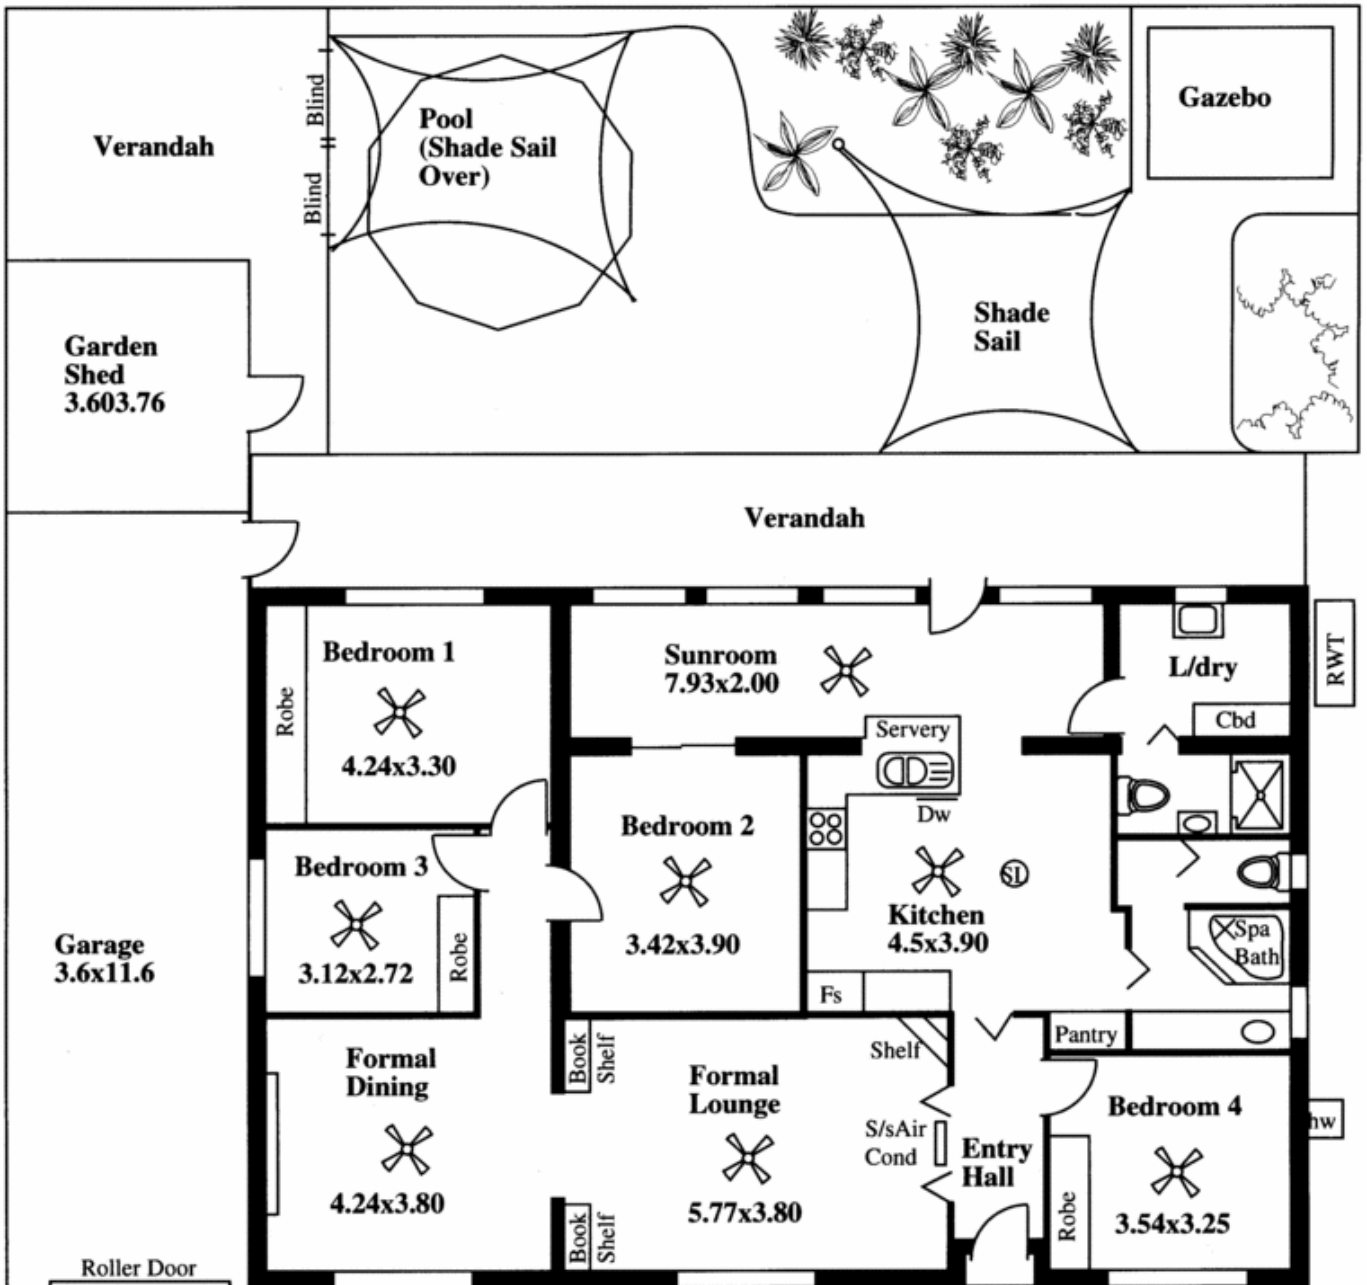 Verandah
Blind
Blind
Pool
(Shade Sail
Over)
Gazebo
Shade
Sail
Garden
Shed
3.603.76
Verandah
Bedroom 1
Robe
4.24x3.30
Sunroom
7.93x2.00
Servery
L/dry
Cbd
RWT
Dw
Bedroom 2
3.42x3.90
Bedroom 3
3.12x2.72
Robe
SL
Kitchen
4.5x3.90
Fs
Spa
Bath
Garage
3.6x11.6
Pantry
Formal
Dining
4.24x3.80
Book
Shelf
Book
Shelf
Formal
Lounge
5.77x3.80
Shelf
S/sAir
Cond
Entry
Hall
Bedroom 4
3.54x3.25
Robe
hw
Roller Door